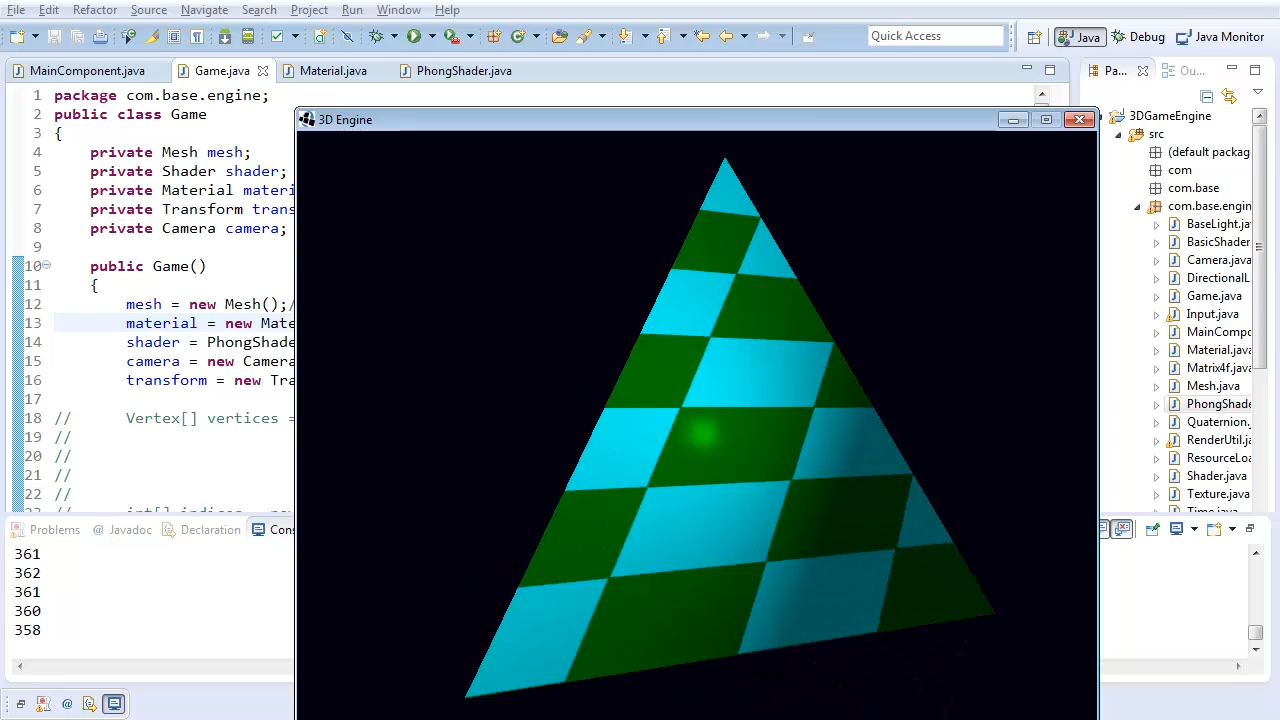 File Edit Refactor Source Navigate Search Project Run Window Help
Quick Access
Java Debug Java Monitor
MainComponent.java Game.java Material.java PhongShader.java
Pa... Ou...
1 package com.base.engine;
2 public class Game
3 {
4 private Mesh mesh;
5 private Shader shader;
6 private Material materi
7 private Transform trans
8 private Camera camera;
9
10 public Game()
11 {
12 mesh = new Mesh();/
13 material = new Mate
14 shader = PhongShade
15 camera = new Camera
16 transform = new Tra
17
18 // Vertex[] vertices =
19 //
20 //
21 //
22 //
3D Engine
3DGameEngine
src
(default packag
com
com.base
com.base.engin
BaseLight.jav
BasicShader
Camera.java
DirectionalL
Game.java
Input.java
MainCompo
Material.java
Matrix4f.java
Mesh.java
PhongShade
Quaternion.
RenderUtil.ja
ResourceLoa
Shader.java
Texture.java
Time.java
Problems Javadoc Declaration Cons
361
362
361
360
358